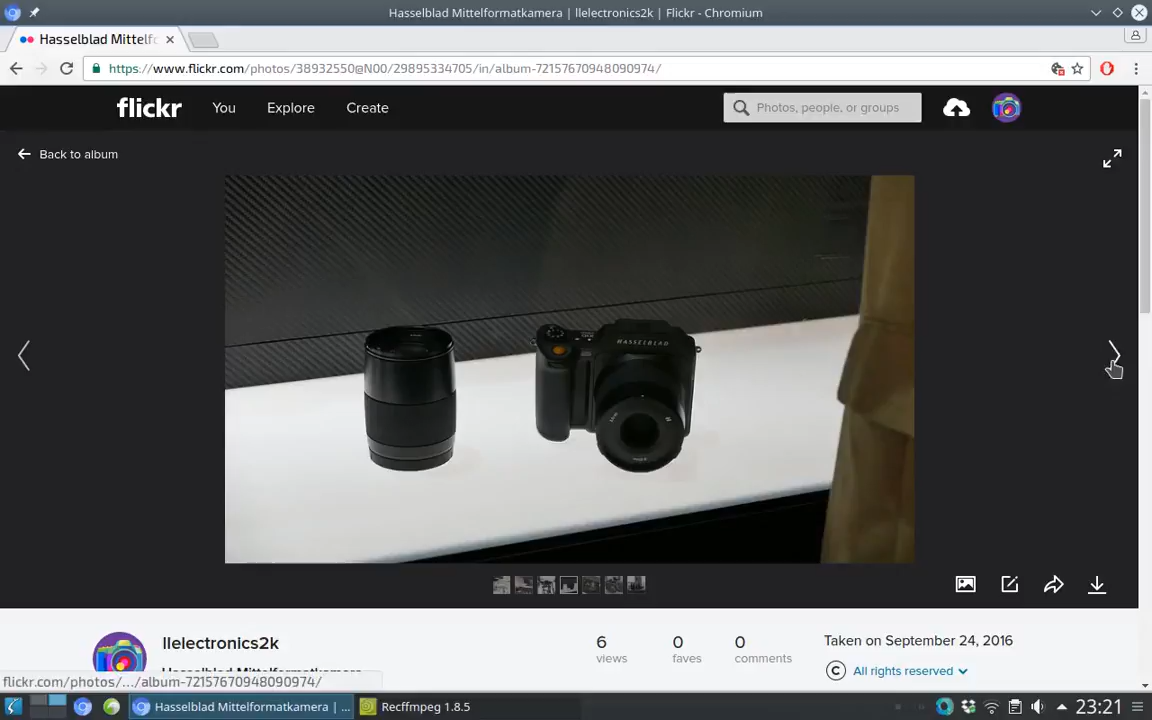 Hasselblad Mittelformatkamera | llelectronics2k | Flickr - Chromium
Hasselblad Mittelf
https://www.flickr.com/photos/38932550@N00/29895334705/in/album-72157670948090974/
flickr You Explore Create Photos, people, or groups
Back to album
HASSELBLAD
llelectronics2k
Hasselblad Mittelformatkamera
6 views
0 faves
0 comments
Taken on September 24, 2016
All rights reserved
flickr.com/photos/.../album-72157670948090974/
Hasselblad Mittelformatkamera | ... Recffmpeg 1.8.5 23:21